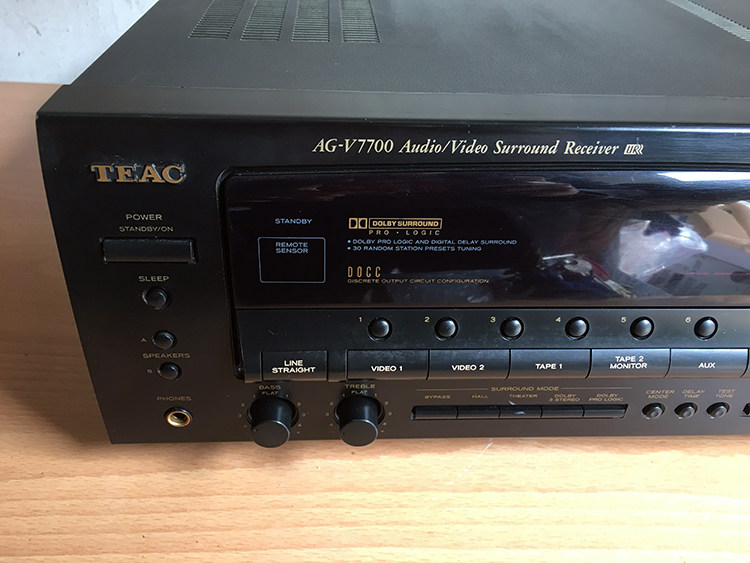 AG-V7700 Audio/Video Surround Receiver
TEAC
POWER
STANDBY/ON
STANDBY
REMOTE
SENSOR
DOLBY SURROUND
PRO · LOGIC
• DOLBY PRO LOGIC AND DIGITAL DELAY SURROUND
• 30 RANDOM STATION PRESETS TUNING
DOCC
DISCRETE OUTPUT CIRCUIT CONFIGURATION
SLEEP
A
SPEAKERS
B
PHONES
1 2 3 4 5 6
LINE
STRAIGHT
VIDEO 1
VIDEO 2
TAPE 1
TAPE 2
MONITOR
AUX
BASS
FLAT
TREBLE
FLAT
SURROUND MODE
BYPASS
HALL
THEATER
DOLBY
3 STEREO
DOLBY
PRO LOGIC
CENTER
MODE
DELAY
TIME
TEST
TONE